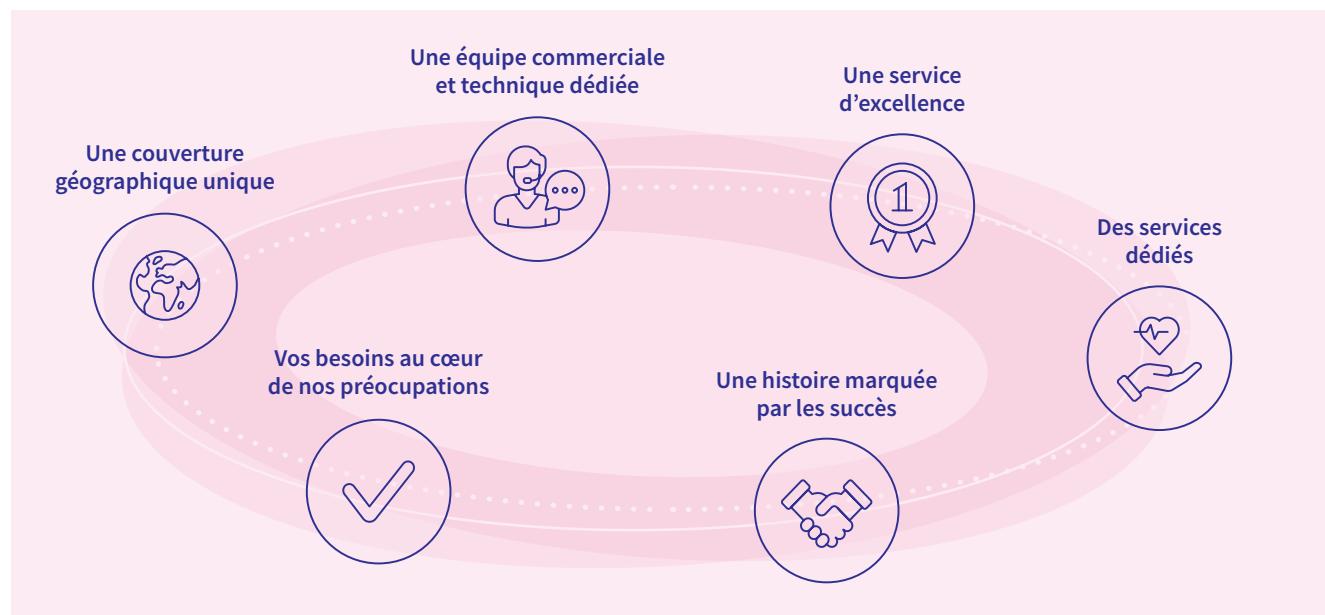 Une équipe commerciale
et technique dédiée
Une service
d’excellence
Une couverture
géographique unique
Des services
dédiés
Vos besoins au cœur
de nos préocupations
Une histoire marquée
par les succès
1